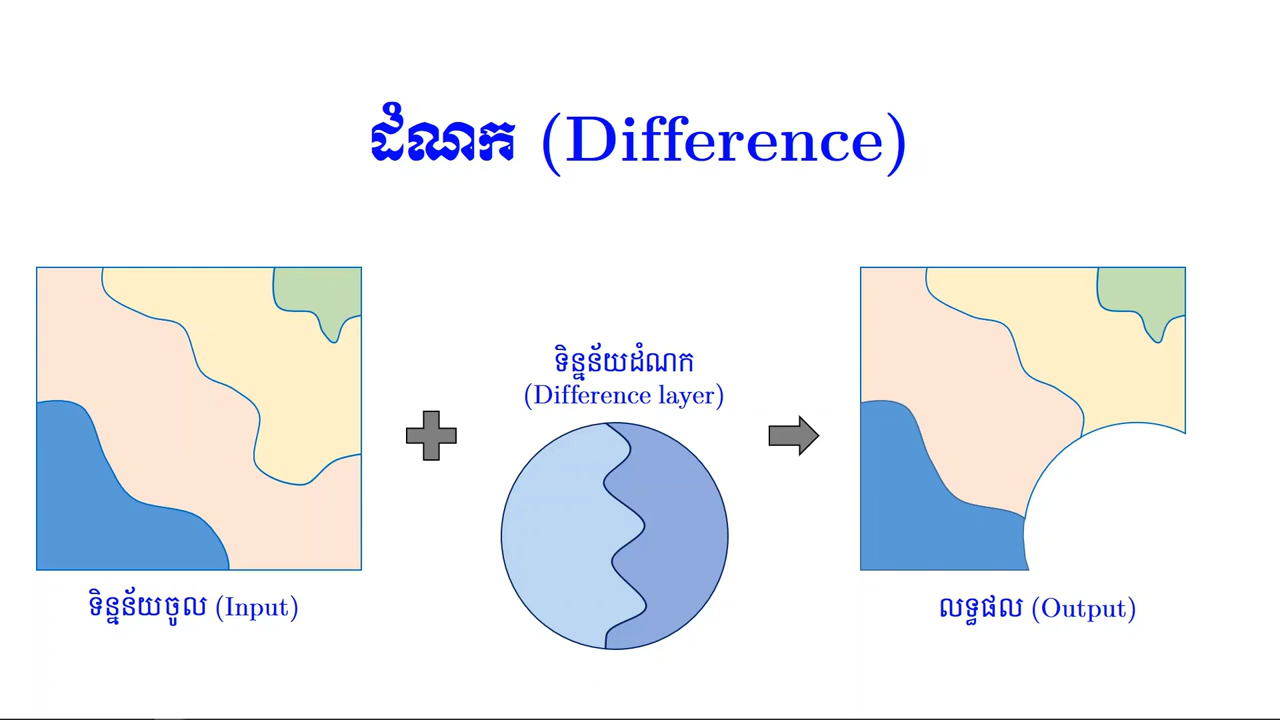 ដំណក (Difference)
ទិន្នន័យដំណក
(Difference layer)
ទិន្នន័យចូល (Input)
លទ្ធផល (Output)